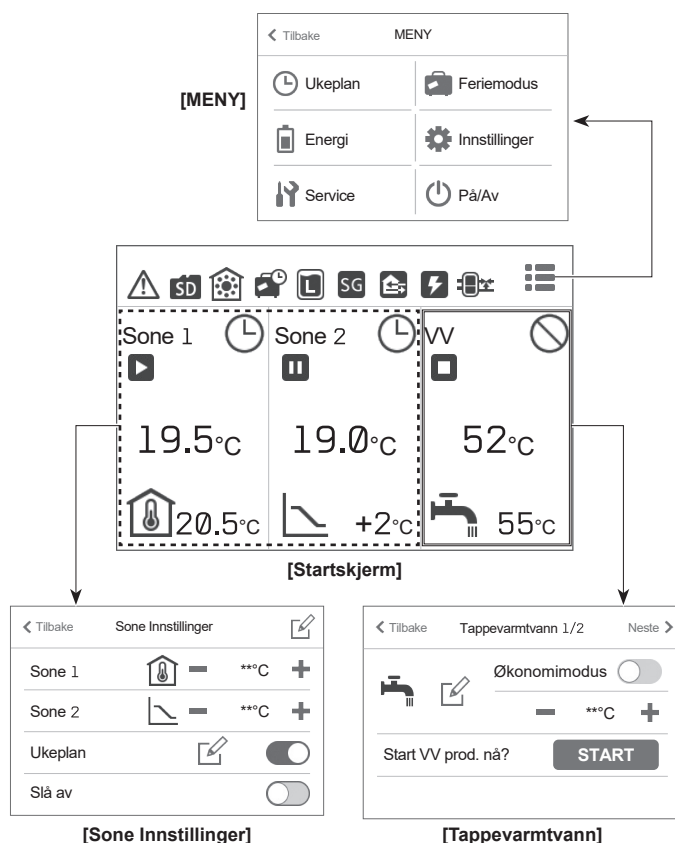 Tilbake MENY
[MENY]
Ukeplan Feriemodus
Energi Innstillinger
Service På/Av
SD L SG
Sone 1 Sone 2 VV
19.5°C 19.0°C 52°C
20.5°C +2°C 55°C
[Startskjerm]
Tilbake Sone Innstillinger
Sone 1 **°C
Sone 2 **°C
Ukeplan
Slå av
[Sone Innstillinger]
Tilbake Tappevarmtvann 1/2 Neste
Økonomimodus
**°C
Start VV prod. nå? START
[Tappevarmtvann]